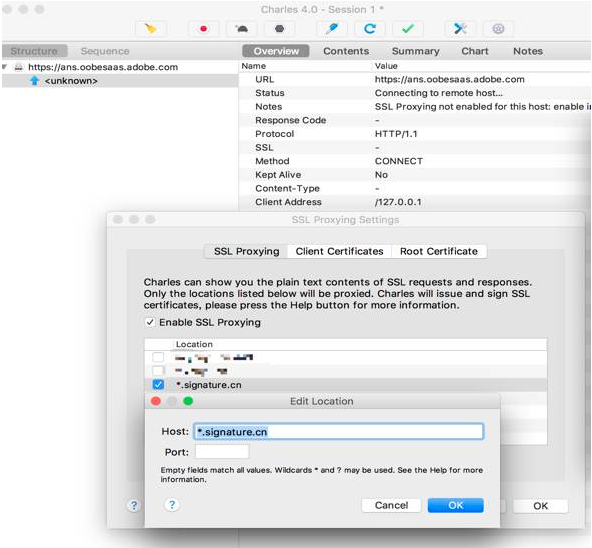 Charles 4.0 - Session 1 *
Structure Sequence
Overview Contents Summary Chart Notes
https://ans.oobesaas.adobe.com
<unknown>
Name Value
URL https://ans.oobesaas.adobe.com
Status Connecting to remote host...
Notes SSL Proxying not enabled for this host: enable i
Response Code -
Protocol HTTP/1.1
SSL -
Method CONNECT
Kept Alive No
Content-Type -
Client Address /127.0.0.1
SSL Proxying Settings
SSL Proxying Client Certificates Root Certificate
Charles can show you the plain text contents of SSL requests and responses.
Only the locations listed below will be proxied. Charles will issue and sign SSL
certificates, please press the Help button for more information.
Enable SSL Proxying
Location
*.signature.cn
Edit Location
Host: *.signature.cn
Port:
Empty fields match all values. Wildcards * and ? may be used. See the Help for more
information.
? ? Cancel OK OK